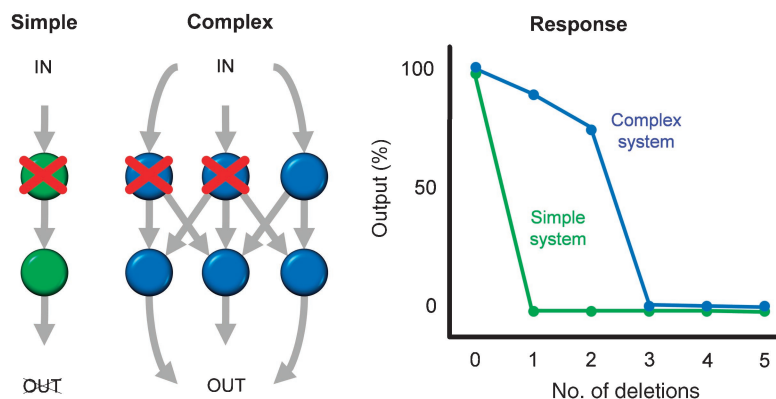 Simple
Complex
Response
IN
IN
OUT
OUT
Output (%)
100
50
0
Complex
system
Simple
system
0 1 2 3 4 5
No. of deletions